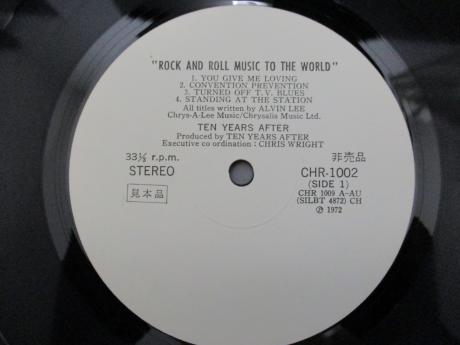 "ROCK AND ROLL MUSIC TO THE WORLD"
1. YOU GIVE ME LOVING
2. CONVENTION PREVENTION
3. TURNED OFF T.V. BLUES
4. STANDING AT THE STATION
All titles written by ALVIN LEE
Chrys-A-Lee Music/Chrysalis Music Ltd.
TEN YEARS AFTER
Produced by TEN YEARS AFTER
Executive co ordination : CHRIS WRIGHT
33⅓ r.p.m. 非売品
STEREO CHR-1002
(SIDE 1)
見本品 CHR 1009 A-AU
(SILBT 4872) CH
Ⓟ 1972